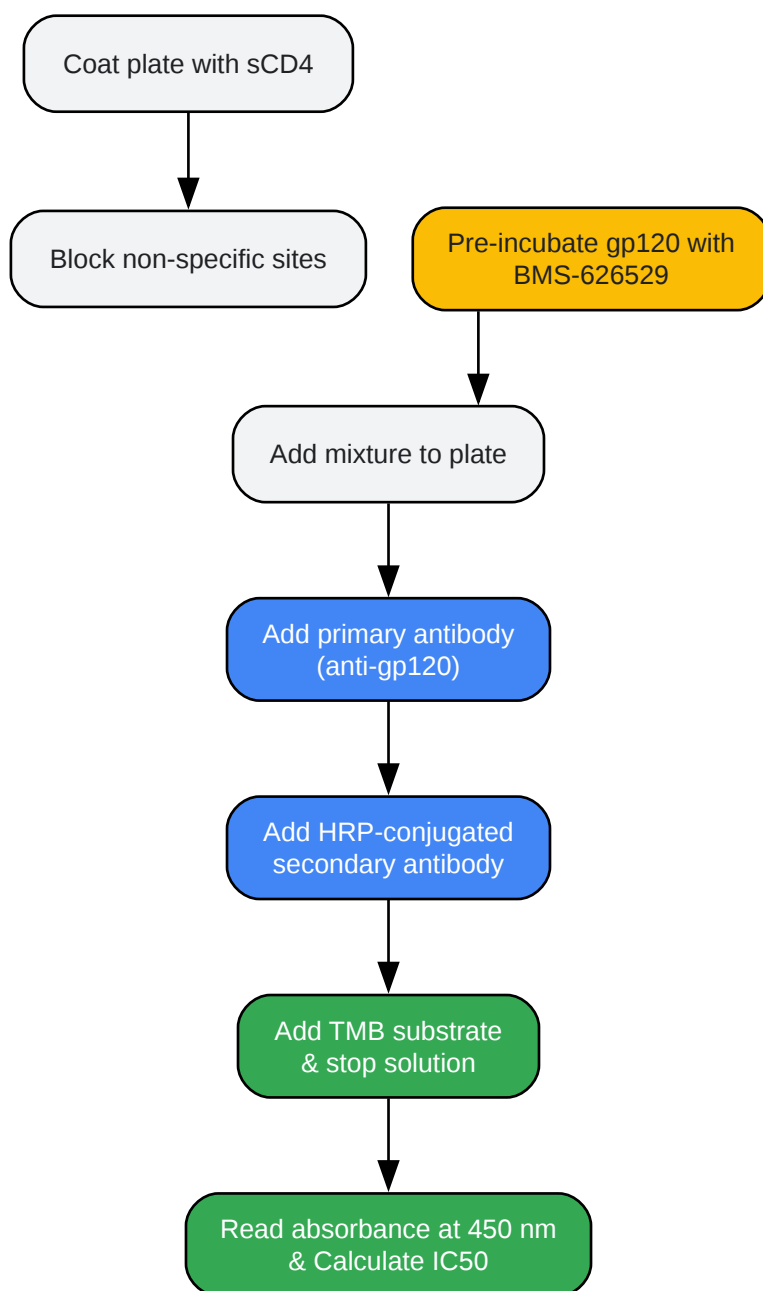 Coat plate with sCD4
Block non-specific sites
Pre-incubate gp120 with
BMS-626529
Add mixture to plate
Add primary antibody
(anti-gp120)
Add HRP-conjugated
secondary antibody
Add TMB substrate
& stop solution
Read absorbance at 450 nm
& Calculate IC50